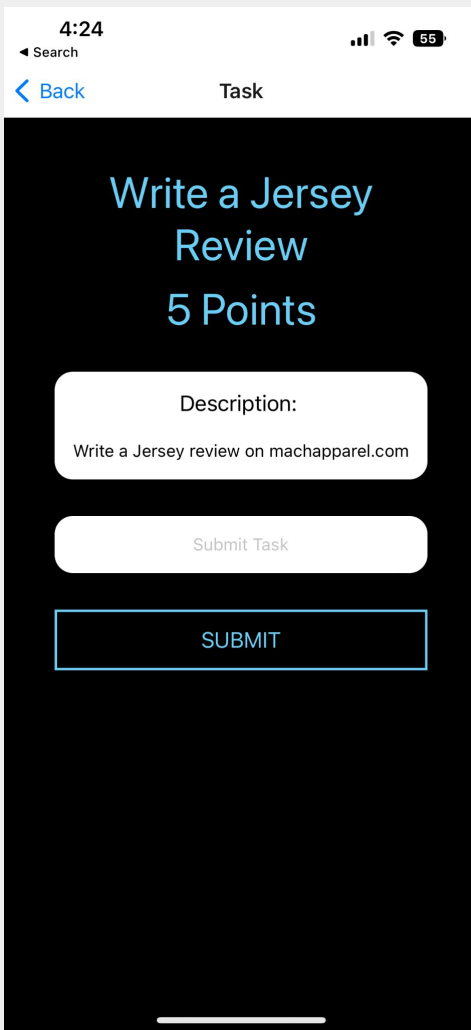 4:24
◀ Search
55
Back
Task
Write a Jersey
Review
5 Points
Description:
Write a Jersey review on machapparel.com
Submit Task
SUBMIT